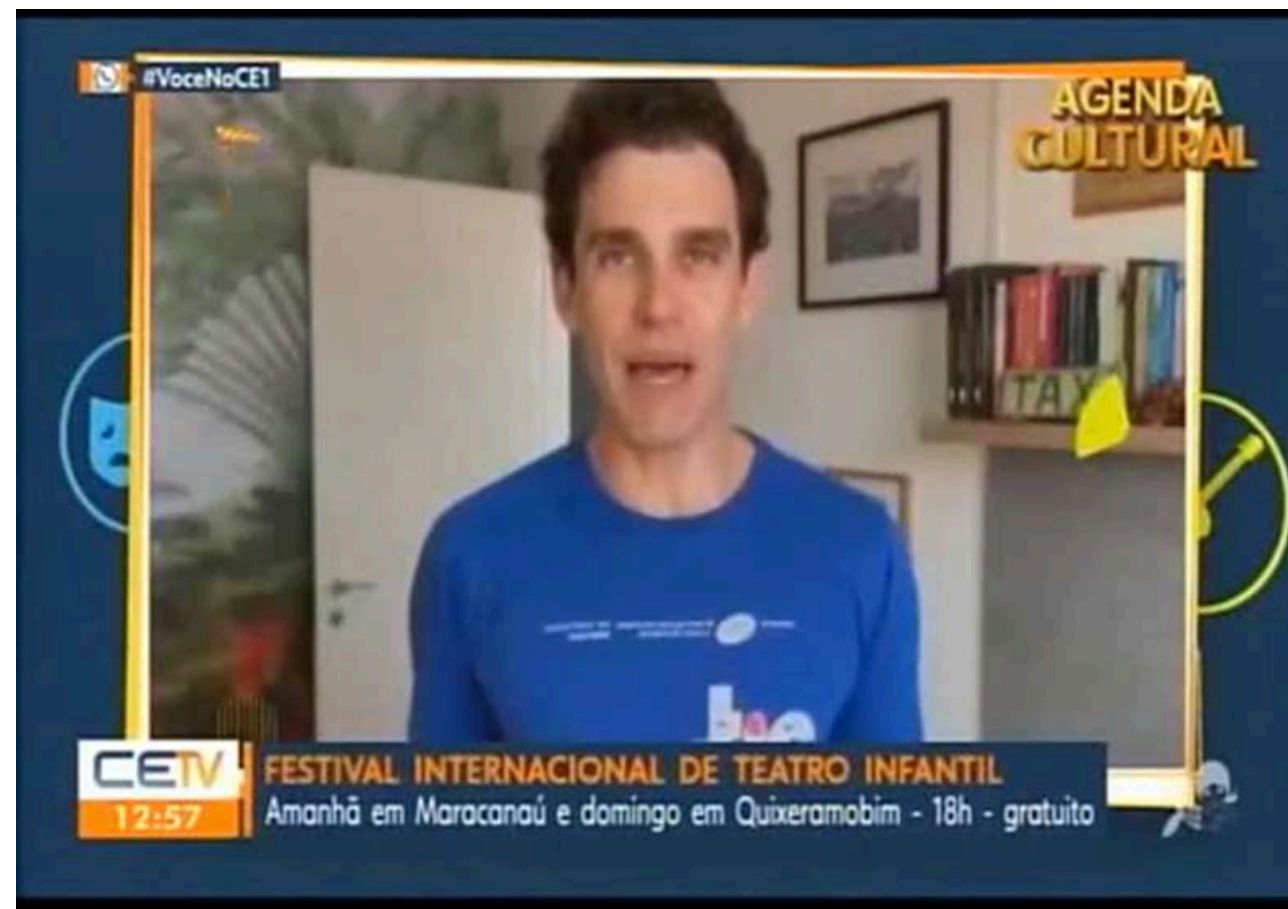 #VoceNoCE1
AGENDA
CULTURAL
TAX
CETV
12:57
FESTIVAL INTERNACIONAL DE TEATRO INFANTIL
Amanhã em Maracanaú e domingo em Quixeramobim - 18h - gratuito